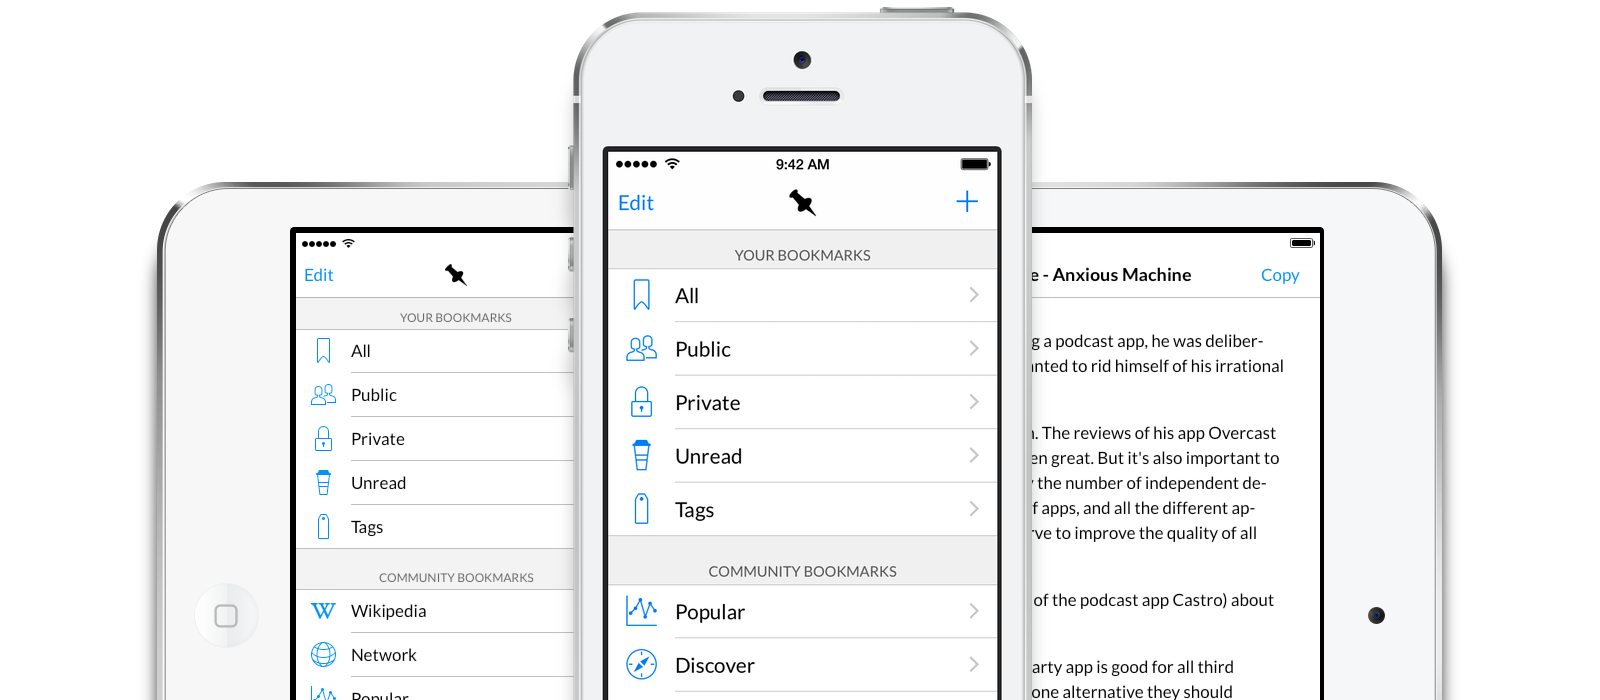 9:42 AM
Edit
YOUR BOOKMARKS
All
Public
Private
Unread
Tags
COMMUNITY BOOKMARKS
Popular
Discover
Edit
YOUR BOOKMARKS
All
Public
Private
Unread
Tags
COMMUNITY BOOKMARKS
W Wikipedia
Network
Popular
e - Anxious Machine
Copy
g a podcast app, he was deliber-
nted to rid himself of his irrational
. The reviews of his app Overcast
en great. But it's also important to
the number of independent de-
f apps, and all the different ap-
rve to improve the quality of all
of the podcast app Castro) about
arty app is good for all third
one alternative they should